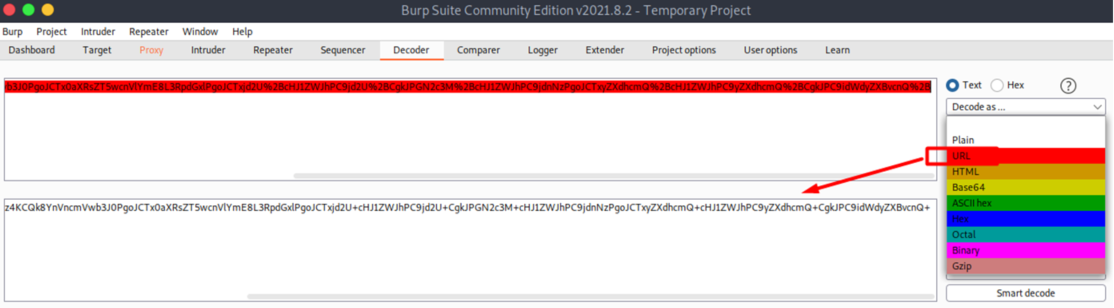 Burp Suite Community Edition v2021.8.2 - Temporary Project
Burp Project Intruder Repeater Window Help
Dashboard Target Proxy Intruder Repeater Sequencer Decoder Comparer Logger Extender Project options User options Learn
b3J0PgoJCTx0aXRsZT5wcnVlYmE8L3RpdGxlPgoJCTxjd2U%2BcHJ1ZWJhPC9jd2U%2BCgkJPGN2c3M%2BcHJ1ZWJhPC9jdnNzPgoJCTxyZXdhcmQ%2BcHJ1ZWJhPC9yZXdhcmQ%2BCgkJPC9idWdyZXBvcnQ%2B
Text Hex ?
Decode as ...
Plain
URL
HTML
Base64
ASCII hex
Hex
Octal
Binary
Gzip
z4KCQk8YnVncmVwb3J0PgoJCTx0aXRsZT5wcnVlYmE8L3RpdGxlPgoJCTxjd2U+cHJ1ZWJhPC9jd2U+CgkJPGN2c3M+cHJ1ZWJhPC9jdnNzPgoJCTxyZXdhcmQ+cHJ1ZWJhPC9yZXdhcmQ+CgkJPC9idWdyZXBvcnQ+
Smart decode